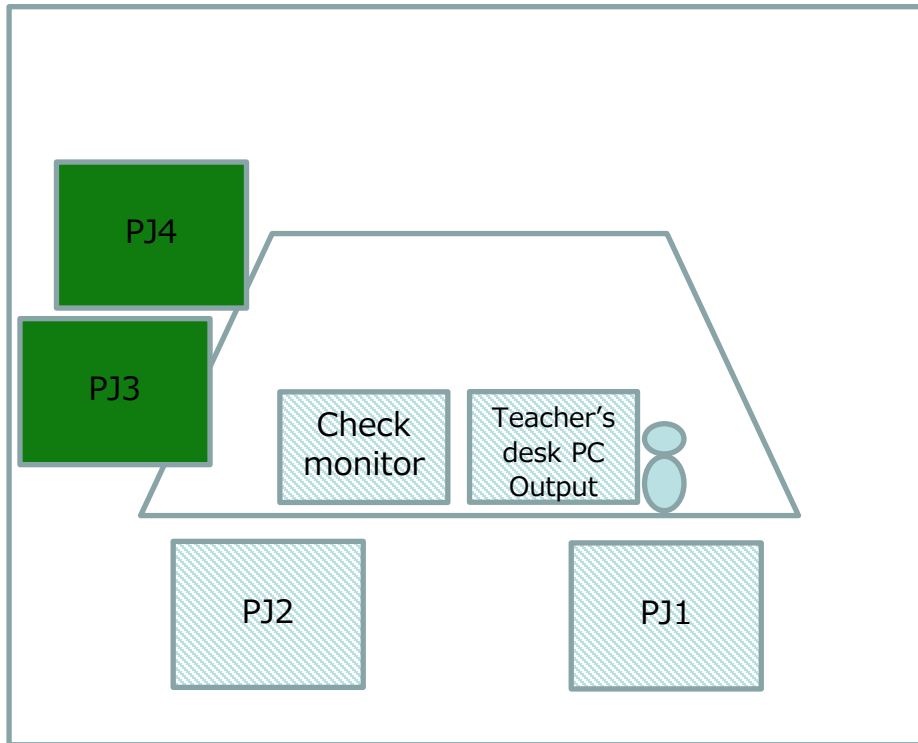 PJ4
PJ3
Check
monitor
Teacher’s
desk PC
Output
PJ2
PJ1